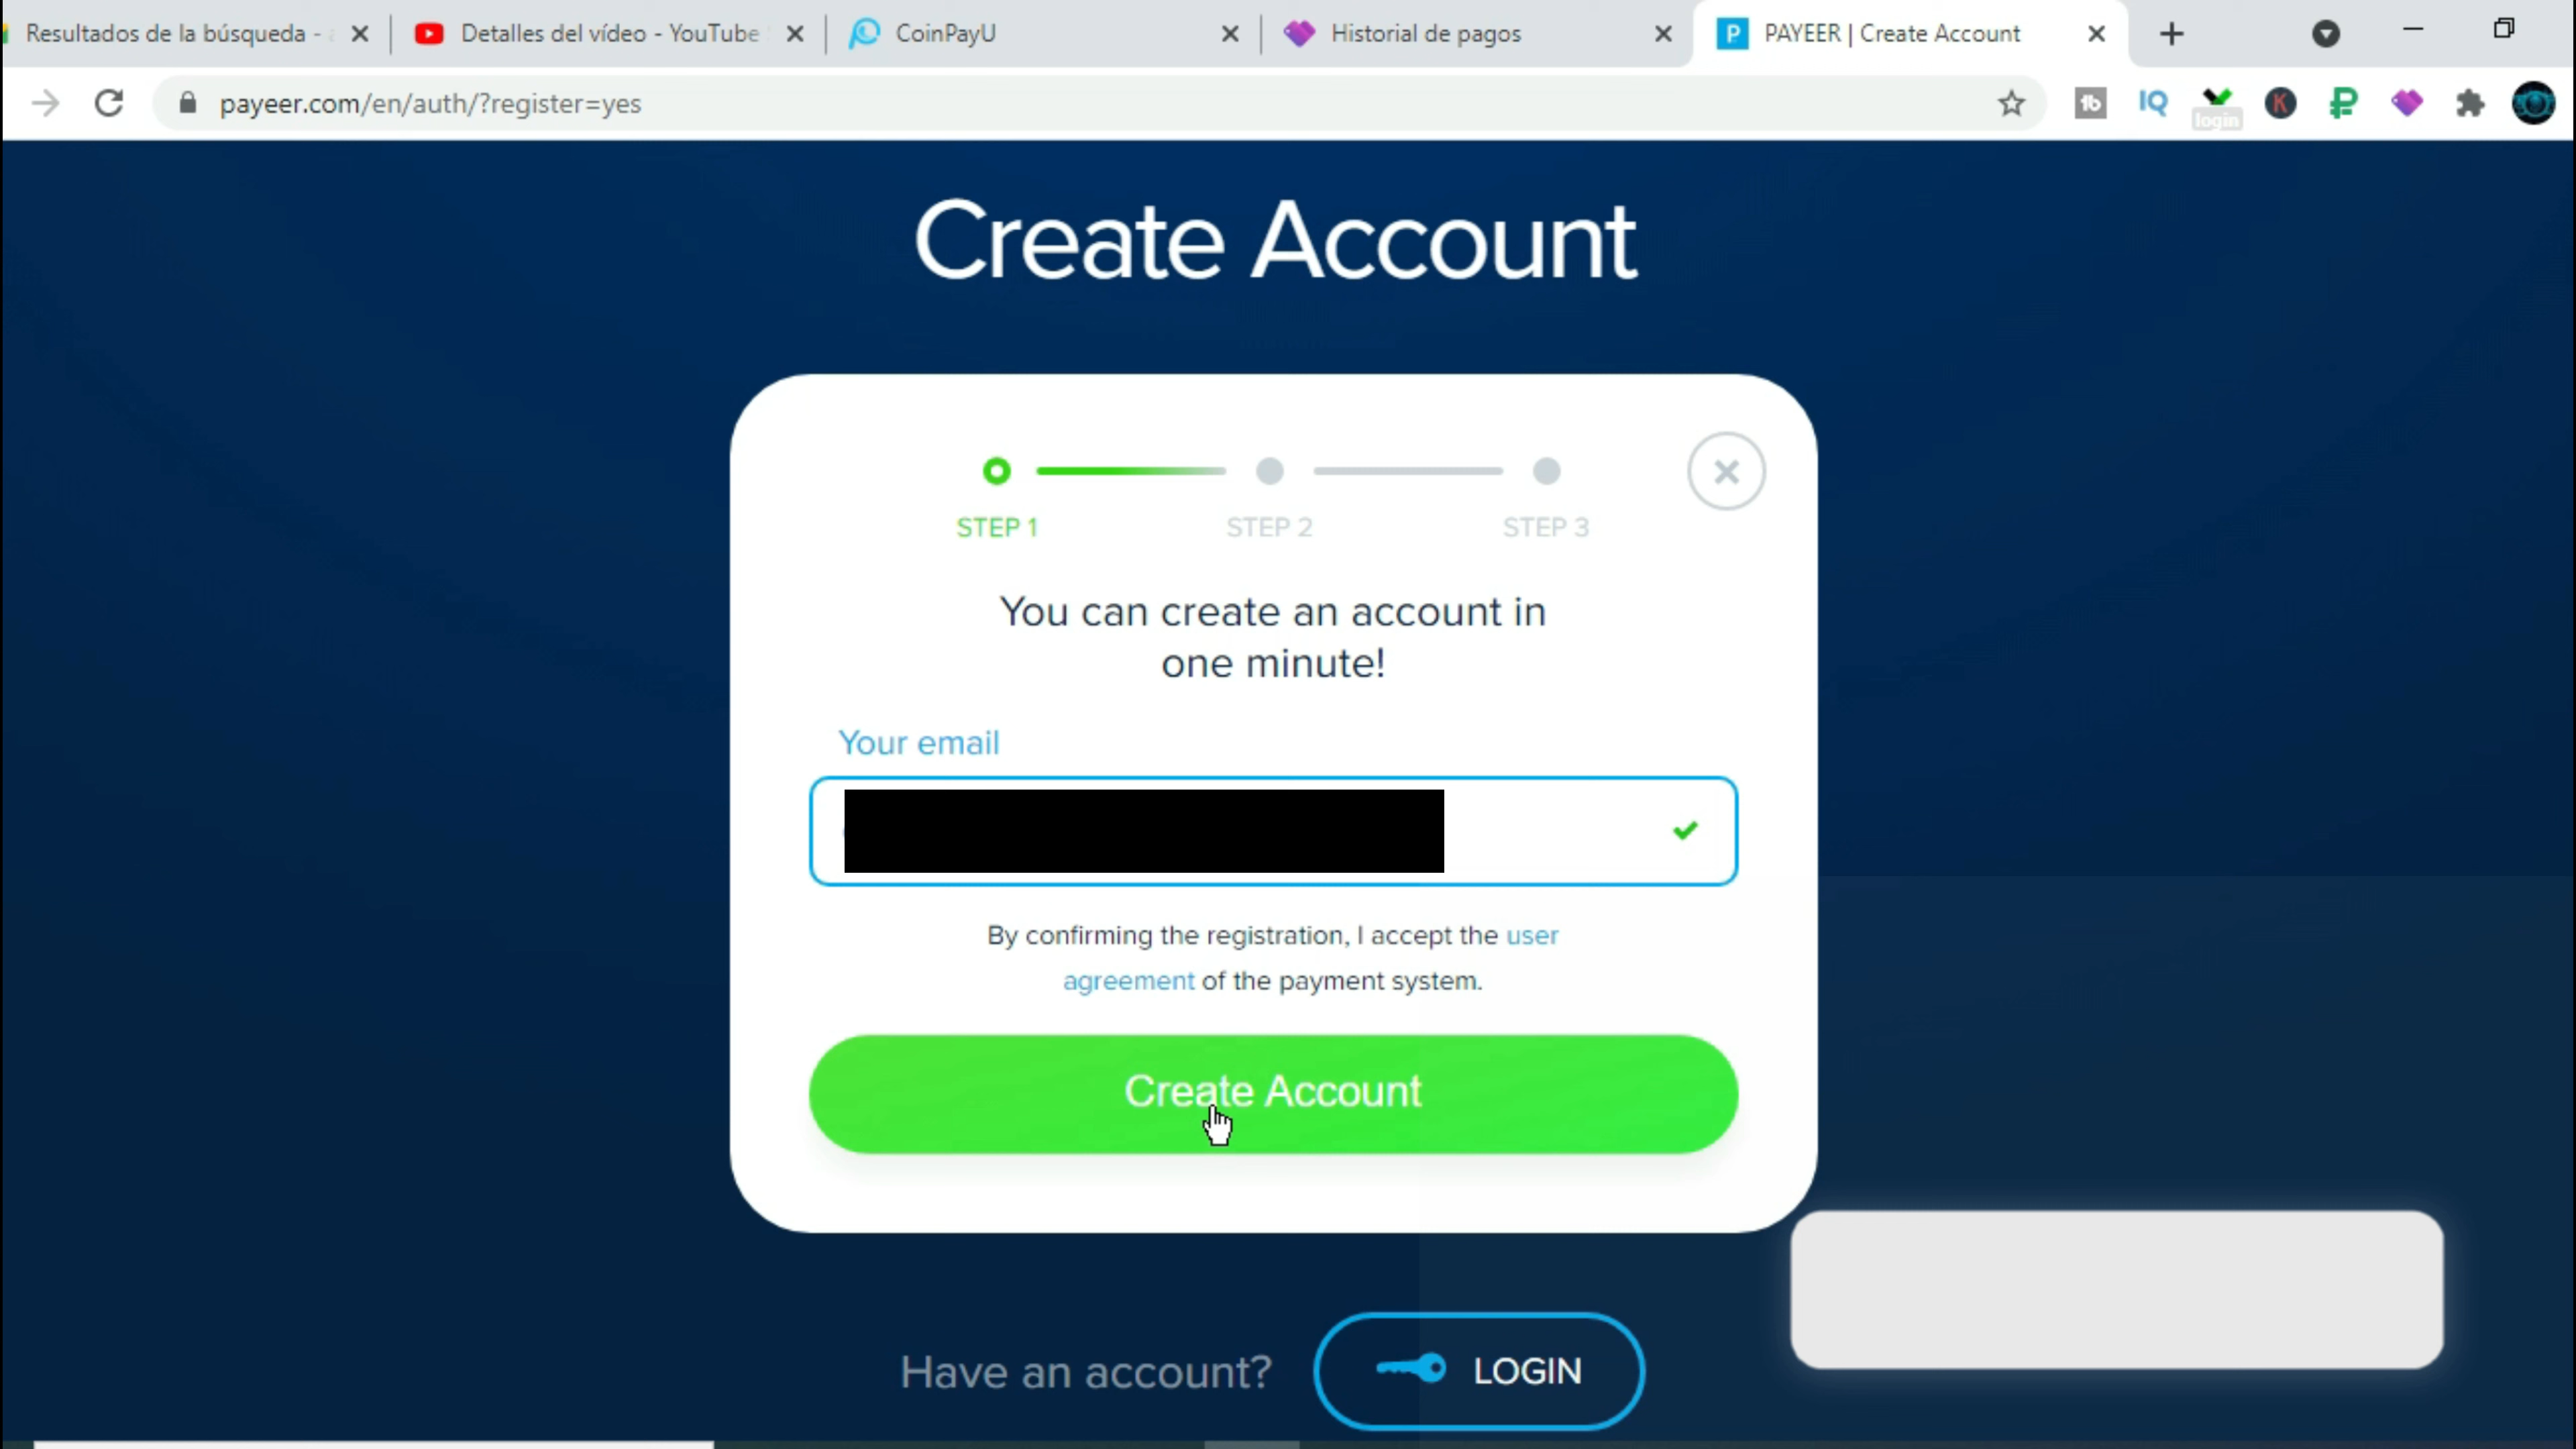 Resultados de la búsqueda -
Detalles del vídeo - YouTube
CoinPayU
Historial de pagos
P
PAYEER | Create Account
payeer.com/en/auth/?register=yes
tb
IQ
login
K
Create Account
STEP 1
STEP 2
STEP 3
You can create an account in
one minute!
Your email
By confirming the registration, I accept the user
agreement of the payment system.
Create Account
Have an account?
LOGIN